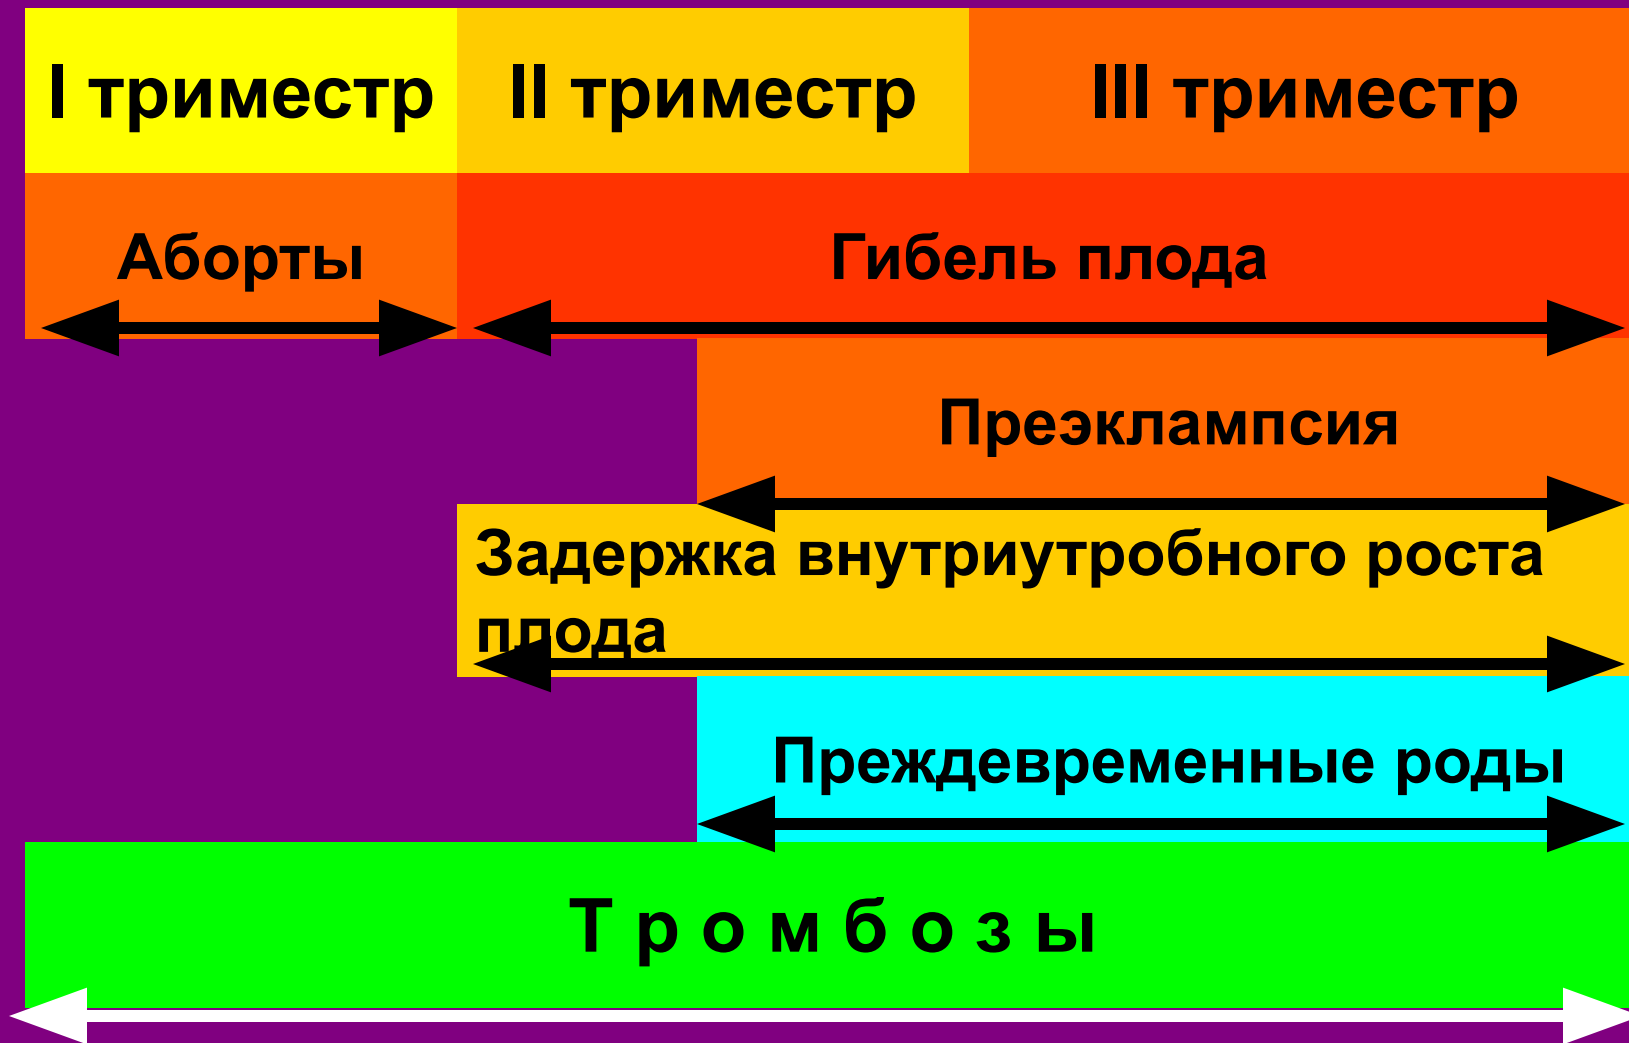 I триместр II триместр III триместр
Аборты Гибель плода
Преэклампсия
Задержка внутриутробного роста
плода
Преждевременные роды
Т р о м б о з ы